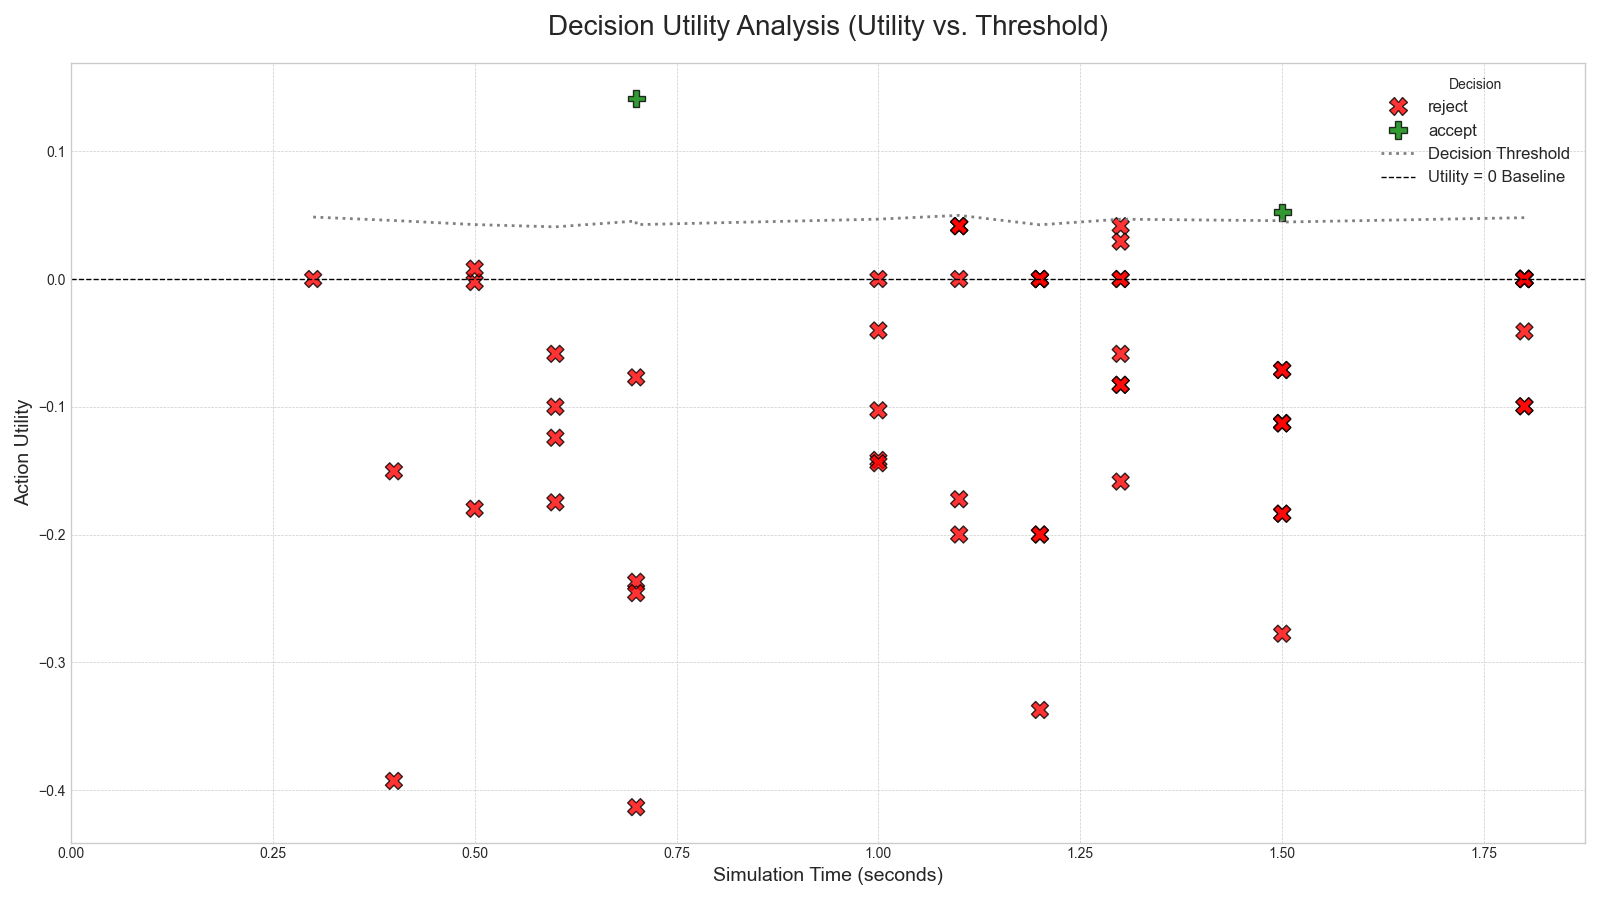 Decision Utility Analysis (Utility vs. Threshold)
Decision
reject
accept
Decision Threshold
Utility = 0 Baseline
Action Utility
0.1
0.0
−0.1
−0.2
−0.3
−0.4
0.00 0.25 0.50 0.75 1.00 1.25 1.50 1.75
Simulation Time (seconds)